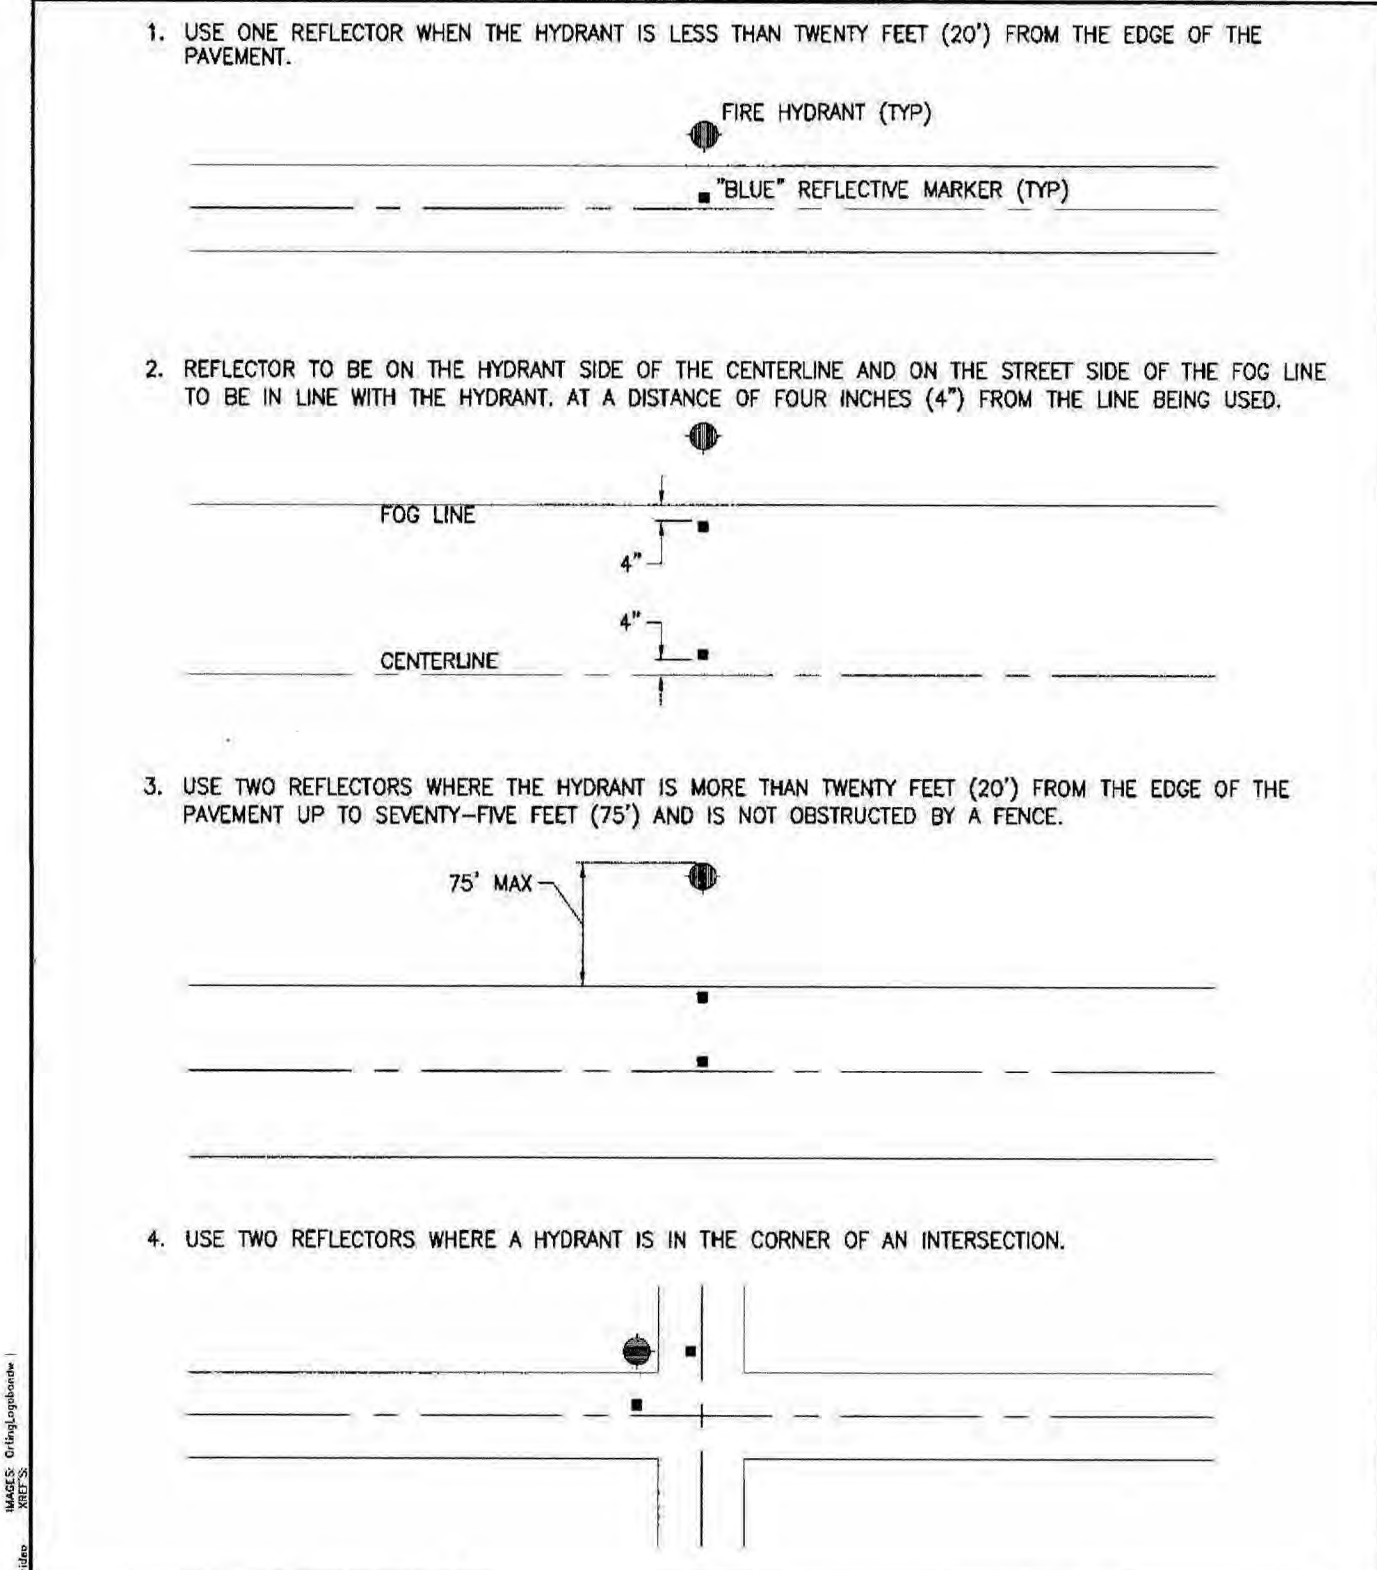 1. USE ONE REFLECTOR WHEN THE HYDRANT IS LESS THAN TWENTY FEET (20') FROM THE EDGE OF THE
PAVEMENT.
FIRE HYDRANT (TYP)
"BLUE" REFLECTIVE MARKER (TYP)
2. REFLECTOR TO BE ON THE HYDRANT SIDE OF THE CENTERLINE AND ON THE STREET SIDE OF THE FOG LINE
TO BE IN LINE WITH THE HYDRANT. AT A DISTANCE OF FOUR INCHES (4") FROM THE LINE BEING USED.
FOG LINE
4"
4"
CENTERLINE
3. USE TWO REFLECTORS WHERE THE HYDRANT IS MORE THAN TWENTY FEET (20') FROM THE EDGE OF THE
PAVEMENT UP TO SEVENTY-FIVE FEET (75') AND IS NOT OBSTRUCTED BY A FENCE.
75' MAX
4. USE TWO REFLECTORS WHERE A HYDRANT IS IN THE CORNER OF AN INTERSECTION.
IMAGES: OrtingLogobandw
XREFS: